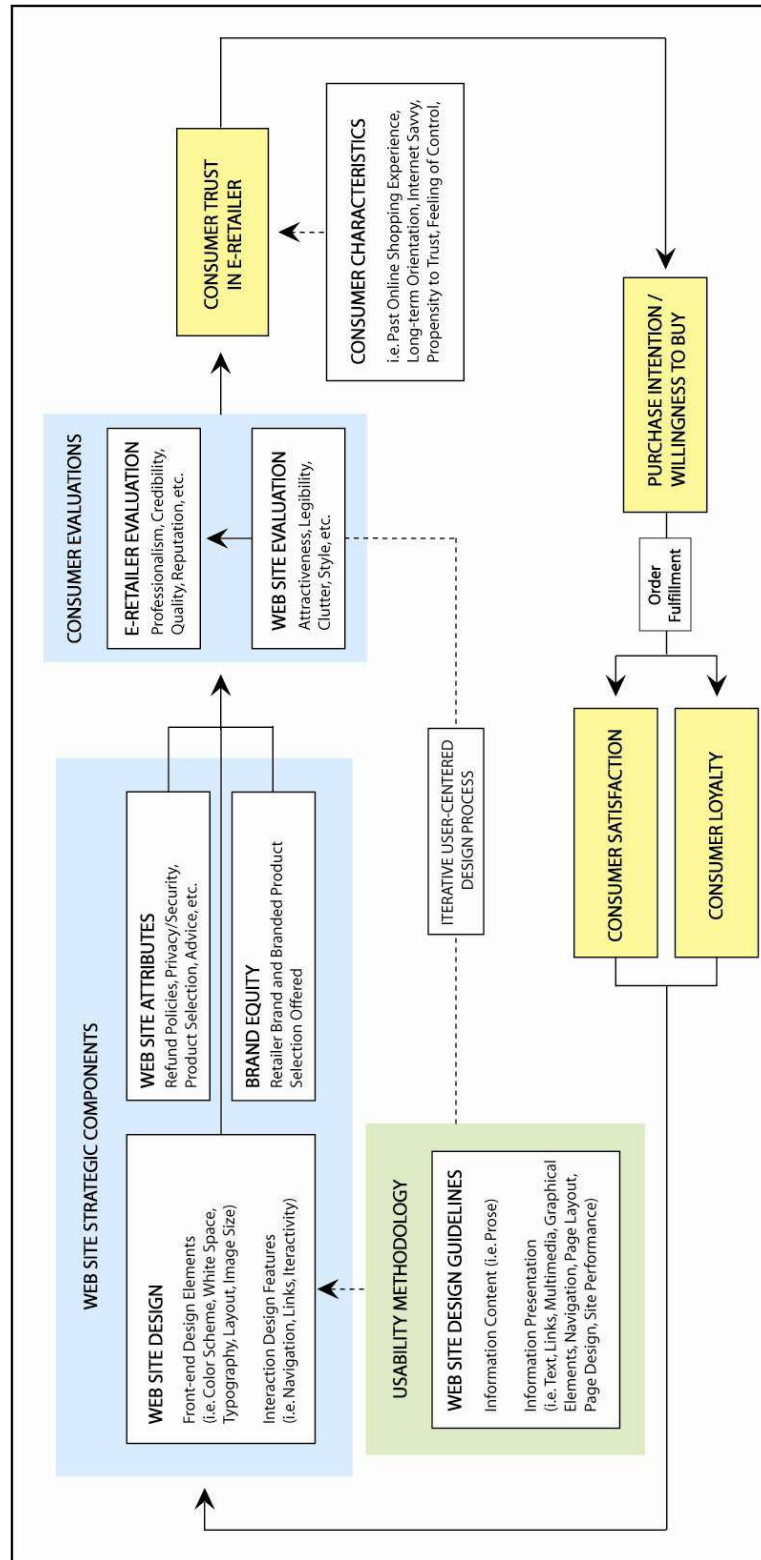 WEB SITE STRATEGIC COMPONENTS
WEB SITE DESIGN
Front-end Design Elements
(i.e. Color Scheme, White Space,
Typography, Layout, Image Size)
Interaction Design Features
(i.e. Navigation, Links, Iteractivity)
WEB SITE ATTRIBUTES
Refund Policies, Privacy/Security,
Product Selection, Advice, etc.
BRAND EQUITY
Retailer Brand and Branded Product
Selection Offered
CONSUMER EVALUATIONS
E-RETAILER EVALUATION
Professionalism, Credibility,
Quality, Reputation, etc.
WEB SITE EVALUATION
Attractiveness, Legibility,
Clutter, Style, etc.
CONSUMER TRUST
IN E-RETAILER
CONSUMER CHARACTERISTICS
i.e. Past Online Shopping Experience,
Long-term Orientation, Internet Savvy,
Propensity to Trust, Feeling of Control,
USABILITY METHODOLOGY
WEB SITE DESIGN GUIDELINES
Information Content (i.e. Prose)
Information Presentation
(i.e. Text, Links, Multimedia, Graphical
Elements, Navigation, Page Layout,
Page Design, Site Performance)
ITERATIVE USER-CENTERED
DESIGN PROCESS
PURCHASE INTENTION /
WILLINGNESS TO BUY
Order
Fulfillment
CONSUMER SATISFACTION
CONSUMER LOYALTY